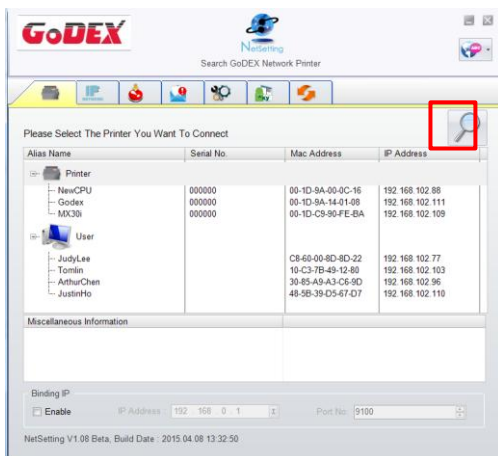 GoDEX
NetSetting
Search GoDEX Network Printer
IP
Please Select The Printer You Want To Connect
Alias Name Serial No. Mac Address IP Address
Printer
NewCPU 000000 00-1D-9A-00-0C-16 192.168.102.88
Godex 000000 00-1D-9A-14-01-08 192.168.102.111
MX30i 000000 00-1D-C9-90-FE-BA 192.168.102.109
User
JudyLee C8-60-00-8D-8D-22 192.168.102.77
Tomlin 10-C3-7B-49-12-80 192.168.102.103
ArthurChen 30-85-A9-A3-C6-9D 192.168.102.96
JustinHo 48-5B-39-D5-67-D7 192.168.102.110
Miscellaneous Information
Binding IP
Enable IP Address : 192 . 168 . 0 . 1 Port No: 9100
NetSetting V1.08 Beta, Build Date : 2015.04.08 13:32:50